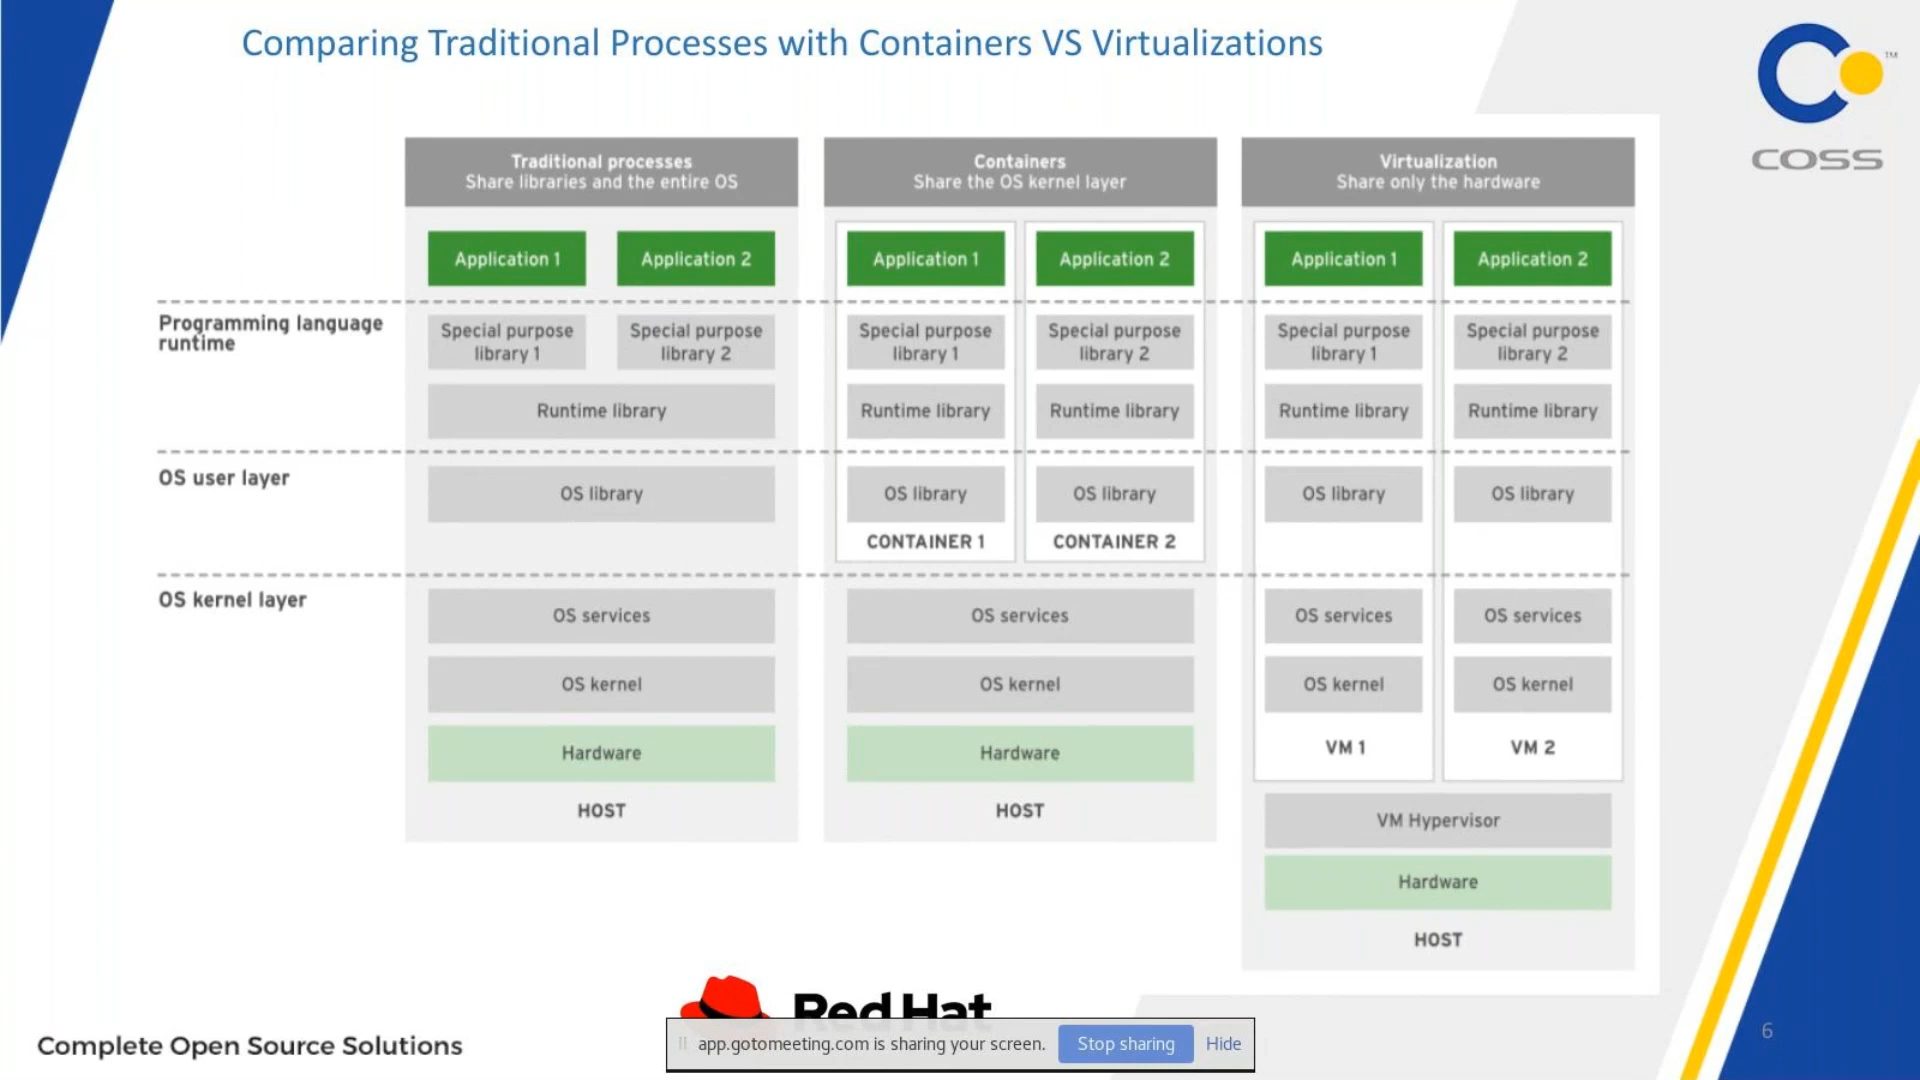 Comparing Traditional Processes with Containers VS Virtualizations
TM
COSS
Traditional processes
Share libraries and the entire OS
Containers
Share the OS kernel layer
Virtualization
Share only the hardware
Application 1
Application 2
Application 1
Application 2
Application 1
Application 2
Programming language
runtime
Special purpose
library 1
Special purpose
library 2
Special purpose
library 1
Special purpose
library 2
Special purpose
library 1
Special purpose
library 2
Runtime library
Runtime library
Runtime library
Runtime library
Runtime library
OS user layer
OS library
OS library
OS library
OS library
OS library
CONTAINER 1
CONTAINER 2
OS kernel layer
OS services
OS services
OS services
OS services
OS kernel
OS kernel
OS kernel
OS kernel
Hardware
Hardware
VM 1
VM 2
HOST
HOST
VM Hypervisor
Hardware
HOST
Red Hat
Complete Open Source Solutions
app.gotomeeting.com is sharing your screen.
Stop sharing
Hide
6